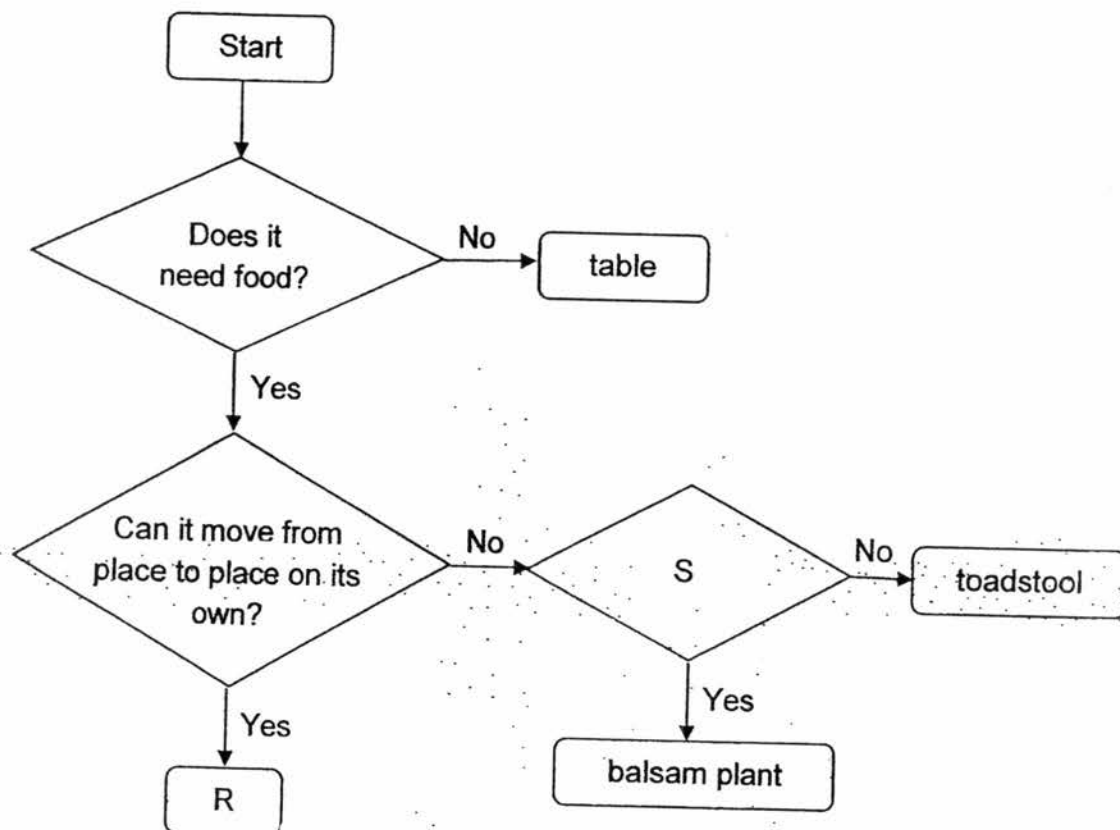 Start
Does it
need food?
No
table
Yes
Can it move from
place to place on its
own?
No
S
No
toadstool
Yes
Yes
balsam plant
R